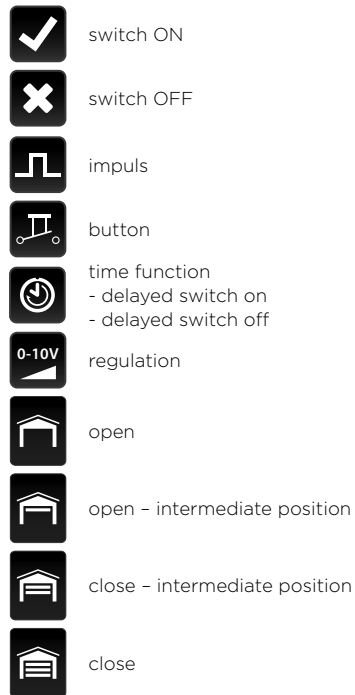 switch ON
switch OFF
impuls
button
time function
- delayed switch on
- delayed switch off
0-10V
regulation
open
open – intermediate position
close – intermediate position
close